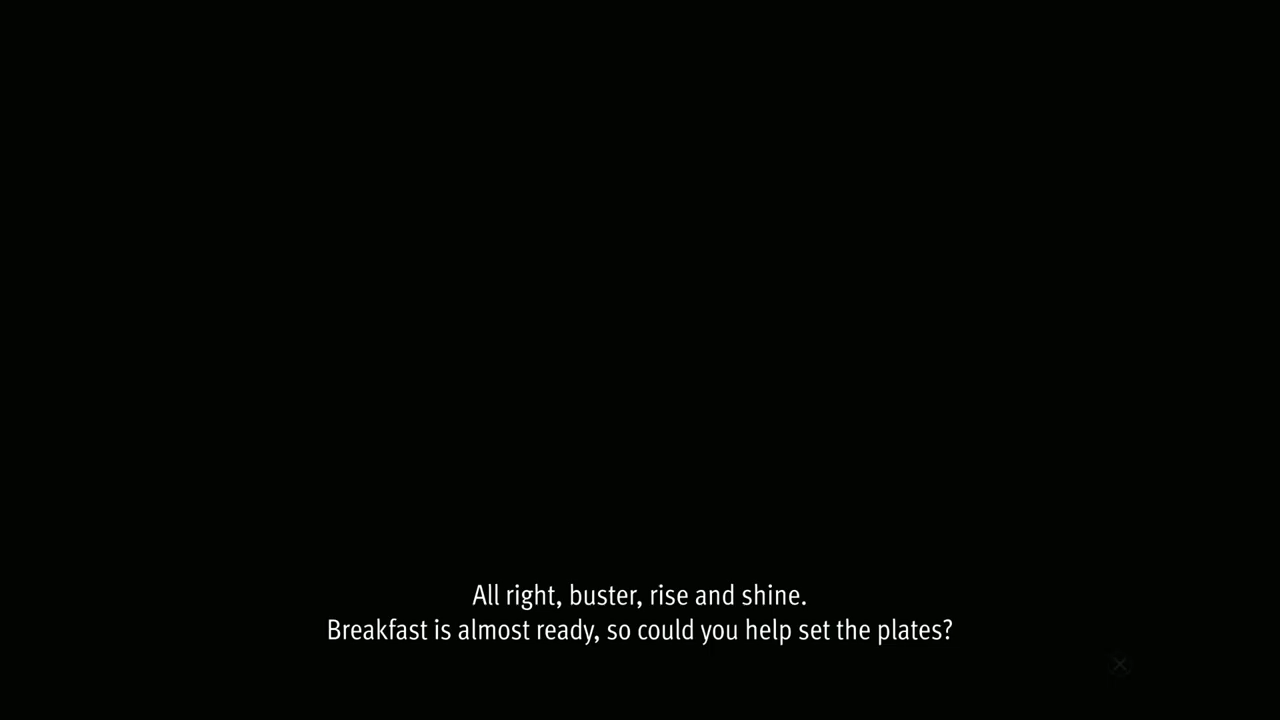 All right, buster, rise and shine.
Breakfast is almost ready, so could you help set the plates?